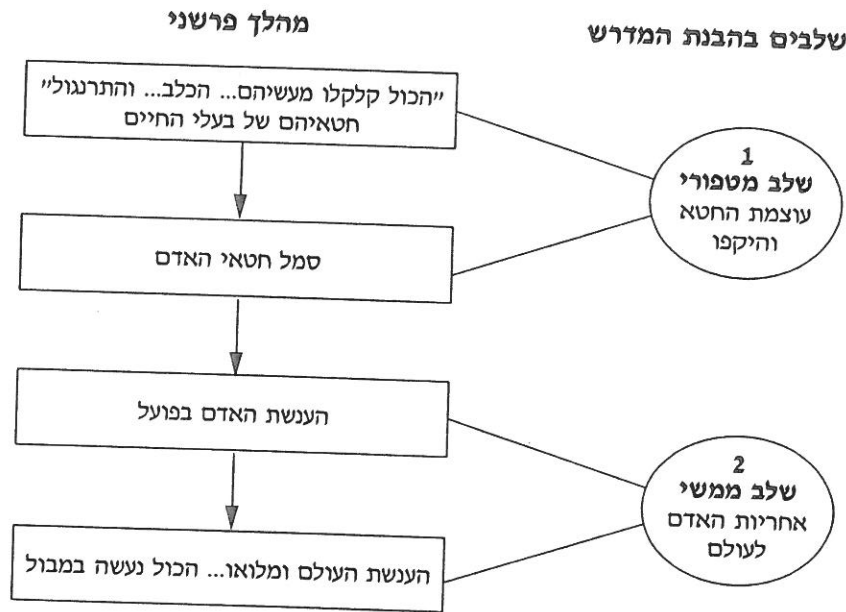 שלבים בהבנת המדרש
מהלך פרשני
"הכול קלקלו מעשיהם... הכלב... והתרנגול"
חטאיהם של בעלי החיים
1
שלב מטפורי
עוצמת החטא
והיקפו
סמל חטאי האדם
הענשת האדם בפועל
2
שלב ממשי
אחריות האדם
לעולם
הענשת העולם ומלואו... הכול נעשה במבול